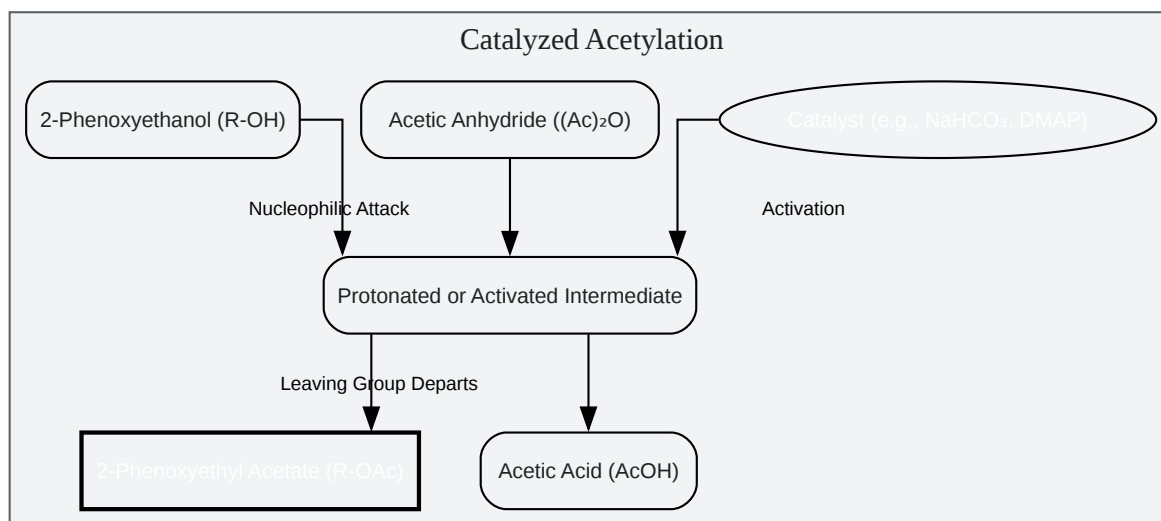 Catalyzed Acetylation
2-Phenoxyethanol (R-OH)
Acetic Anhydride ((Ac)₂O)
Catalyst (e.g., NaHCO₃, DMAP)
Nucleophilic Attack
Activation
Protonated or Activated Intermediate
Leaving Group Departs
2-Phenoxyethyl Acetate (R-OAc)
Acetic Acid (AcOH)